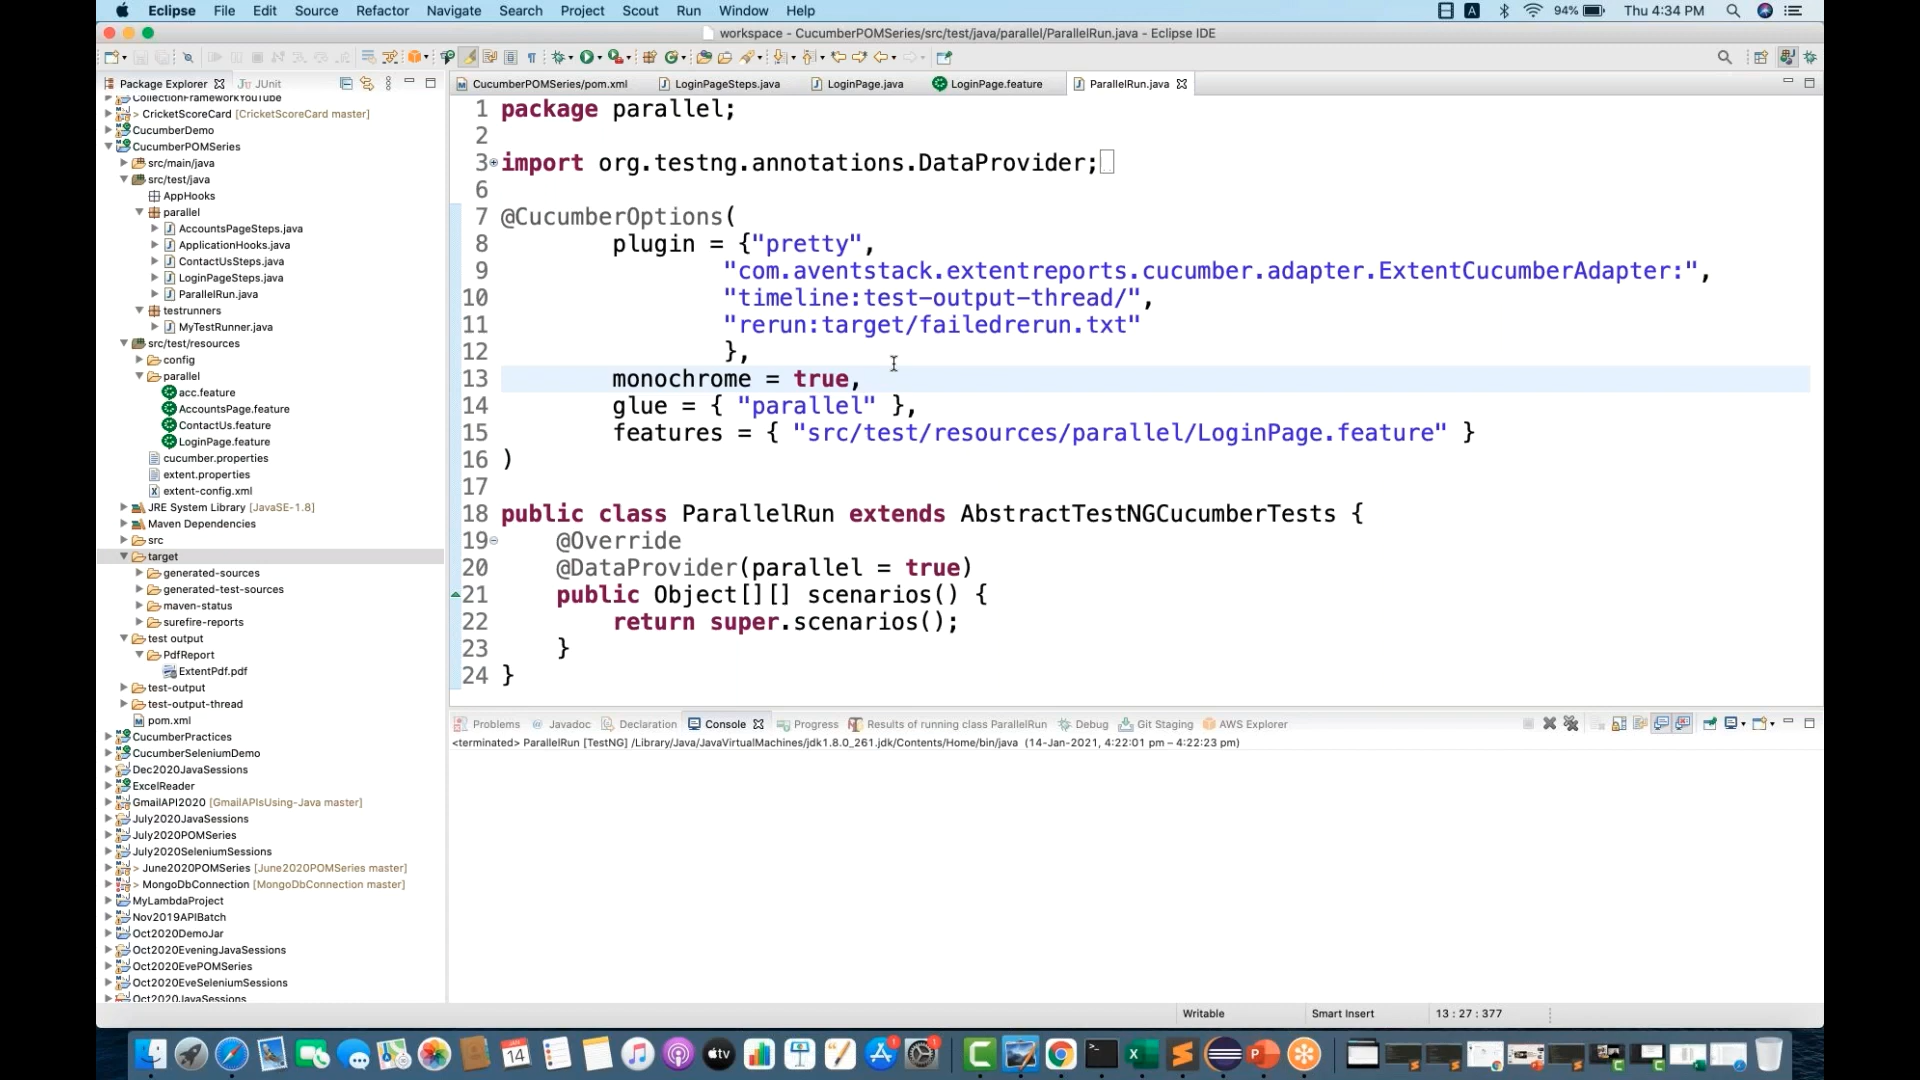 Eclipse File Edit Source Refactor Navigate Search Project Scout Run Window Help 94% Thu 4:34 PM
workspace - CucumberPOMSeries/src/test/java/parallel/ParallelRun.java - Eclipse IDE
Package Explorer JUnit
CollectionFrameworkYouTube
> CricketScoreCard [CricketScoreCard master]
CucumberDemo
CucumberPOMSeries
src/main/java
src/test/java
AppHooks
parallel
AccountsPageSteps.java
ApplicationHooks.java
ContactUsSteps.java
LoginPageSteps.java
ParallelRun.java
testrunners
MyTestRunner.java
src/test/resources
config
parallel
acc.feature
AccountsPage.feature
ContactUs.feature
LoginPage.feature
cucumber.properties
extent.properties
extent-config.xml
JRE System Library [JavaSE-1.8]
Maven Dependencies
src
target
generated-sources
generated-test-sources
maven-status
surefire-reports
test output
PdfReport
ExtentPdf.pdf
test-output
test-output-thread
pom.xml
CucumberPractices
CucumberSeleniumDemo
Dec2020JavaSessions
ExcelReader
GmailAPI2020 [GmailAPIsUsing-Java master]
July2020JavaSessions
July2020POMSeries
July2020SeleniumSessions
> June2020POMSeries [June2020POMSeries master]
> MongoDbConnection [MongoDbConnection master]
MyLambdaProject
Nov2019APIBatch
Oct2020DemoJar
Oct2020EveningJavaSessions
Oct2020EvePOMSeries
Oct2020EveSeleniumSessions
Oct2020JavaSessions
CucumberPOMSeries/pom.xml LoginPageSteps.java LoginPage.java LoginPage.feature ParallelRun.java
1 package parallel;
2
3 import org.testng.annotations.DataProvider;
6
7 @CucumberOptions(
8 plugin = {"pretty",
9 "com.aventstack.extentreports.cucumber.adapter.ExtentCucumberAdapter:",
10 "timeline:test-output-thread/",
11 "rerun:target/failedrerun.txt"
12 },
13 monochrome = true,
14 glue = { "parallel" },
15 features = { "src/test/resources/parallel/LoginPage.feature" }
16 )
17
18 public class ParallelRun extends AbstractTestNGCucumberTests {
19 @Override
20 @DataProvider(parallel = true)
21 public Object[][] scenarios() {
22 return super.scenarios();
23 }
24 }
Problems Javadoc Declaration Console Progress Results of running class ParallelRun Debug Git Staging AWS Explorer
<terminated> ParallelRun [TestNG] /Library/Java/JavaVirtualMachines/jdk1.8.0_261.jdk/Contents/Home/bin/java (14-Jan-2021, 4:22:01 pm – 4:22:23 pm)
Writable Smart Insert 13 : 27 : 377